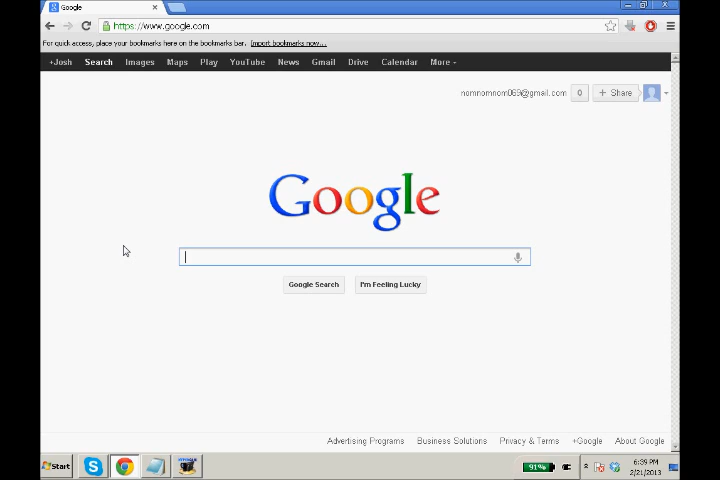 Google
https://www.google.com
For quick access, place your bookmarks here on the bookmarks bar. Import bookmarks now...
+Josh Search Images Maps Play YouTube News Gmail Drive Calendar More
nomnomnom069@gmail.com 0 + Share
Google
Google Search I'm Feeling Lucky
Advertising Programs Business Solutions Privacy & Terms +Google About Google
Start 91% 6:39 PM
2/21/2013